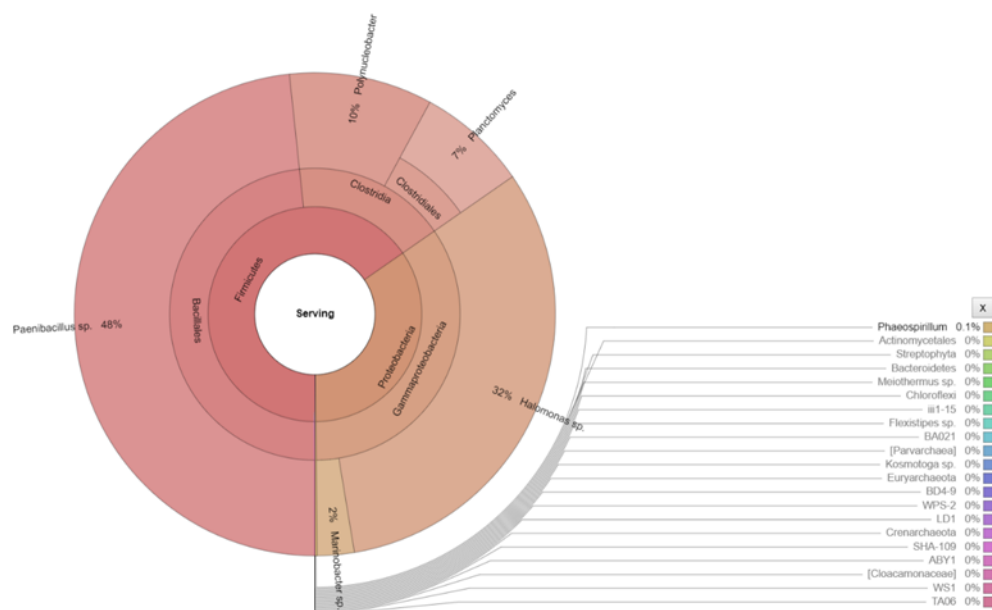 Polynucleobacter
10%
Planctomyces
7%
Clostridia
Clostridiales
Firmicutes
Bacillales
Serving
Paenibacillus sp. 48%
Proteobacteria
Gammaproteobacteria
32% Halomonas sp.
2% Marinobacter sp.
X
Phaeospirillum 0.1%
Actinomycetales 0%
Streptophyta 0%
Bacteroidetes 0%
Meiothermus sp. 0%
Chloroflexi 0%
iii1-15 0%
Flexistipes sp. 0%
BA021 0%
[Parvarchaea] 0%
Kosmotoga sp. 0%
Euryarchaeota 0%
BD4-9 0%
WPS-2 0%
LD1 0%
Crenarchaeota 0%
SHA-109 0%
ABY1 0%
[Cloacamonaceae] 0%
WS1 0%
TA06 0%